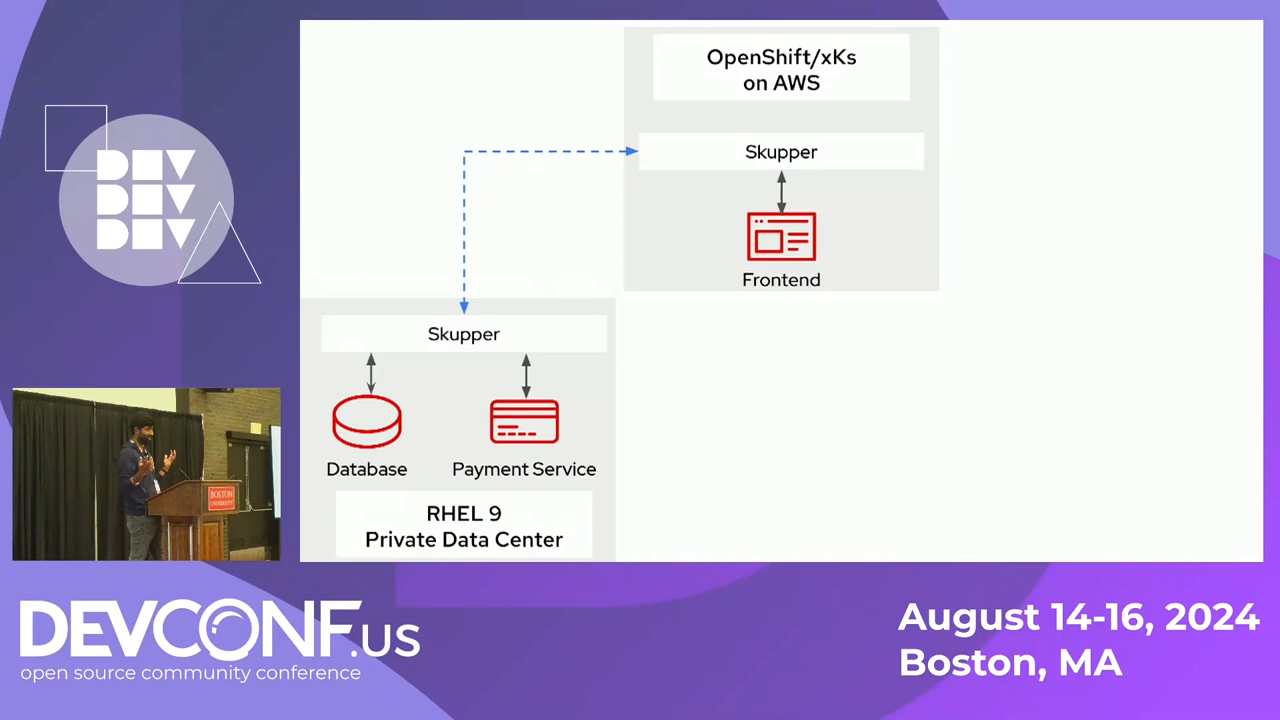 OpenShift/xKs
on AWS
Skupper
Frontend
Skupper
Database
Payment Service
RHEL 9
Private Data Center
DEV
DEV
DEV
BOSTON
UNIVERSITY
DEVCONF.US
open source community conference
August 14-16, 2024
Boston, MA